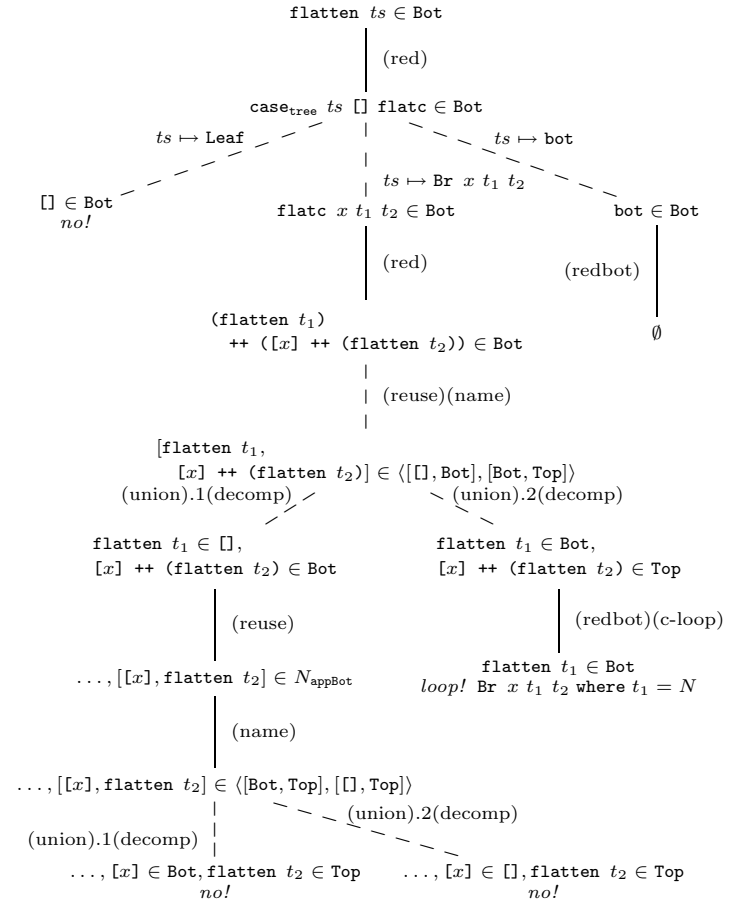 flatten ts ∈ Bot
(red)
case_tree ts [] flatc ∈ Bot
ts ↦ Leaf
ts ↦ bot
ts ↦ Br x t₁ t₂
[] ∈ Bot
no!
flatc x t₁ t₂ ∈ Bot
bot ∈ Bot
(red)
(redbot)
(flatten t₁)
++ ([x] ++ (flatten t₂)) ∈ Bot
∅
(reuse)(name)
[flatten t₁,
[x] ++ (flatten t₂)] ∈ ⟨[[], Bot], [Bot, Top]⟩
(union).1(decomp)
(union).2(decomp)
flatten t₁ ∈ [],
[x] ++ (flatten t₂) ∈ Bot
flatten t₁ ∈ Bot,
[x] ++ (flatten t₂) ∈ Top
(reuse)
(redbot)(c-loop)
..., [[x], flatten t₂] ∈ N_appBot
flatten t₁ ∈ Bot
loop! Br x t₁ t₂ where t₁ = N
(name)
..., [[x], flatten t₂] ∈ ⟨[Bot, Top], [[], Top]⟩
(union).1(decomp)
(union).2(decomp)
..., [x] ∈ Bot, flatten t₂ ∈ Top
no!
..., [x] ∈ [], flatten t₂ ∈ Top
no!